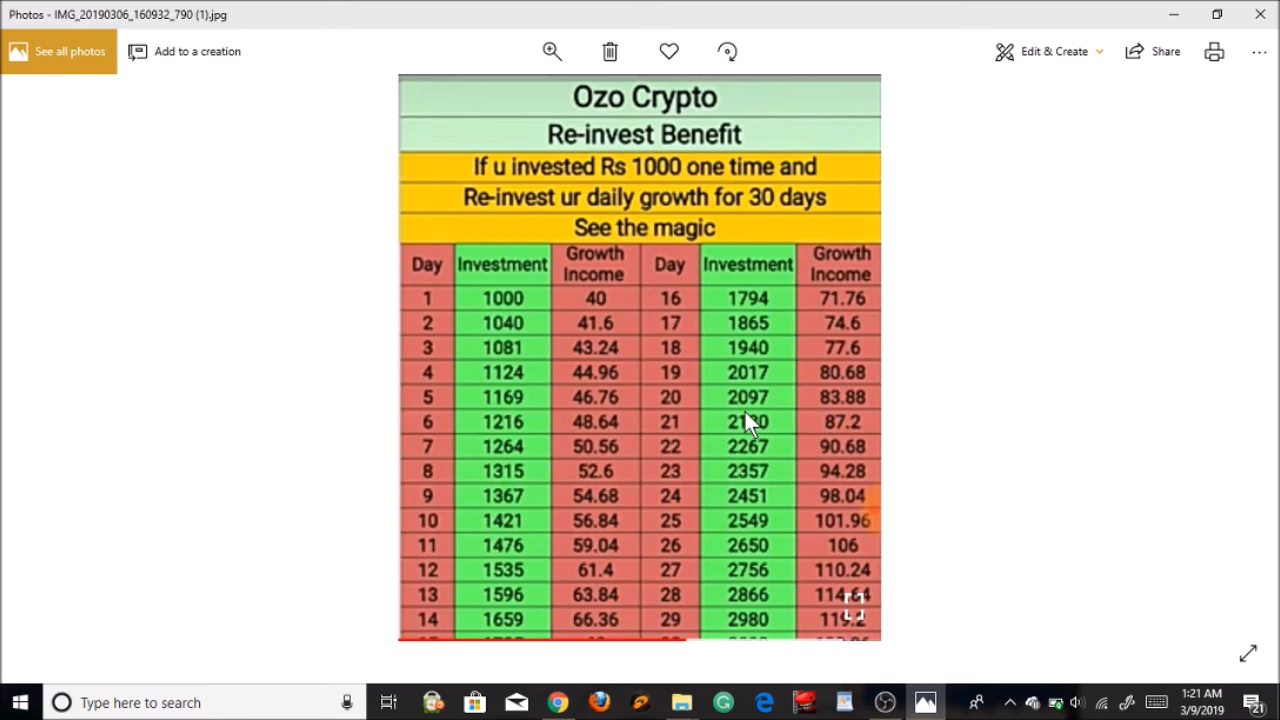 Photos - IMG_20190306_160932_790 (1).jpg
See all photos
Add to a creation
Edit & Create
Share
Ozo Crypto
Re-invest Benefit
If u invested Rs 1000 one time and
Re-invest ur daily growth for 30 days
See the magic
Day Investment Growth Income Day Investment Growth Income
1 1000 40 16 1794 71.76
2 1040 41.6 17 1865 74.6
3 1081 43.24 18 1940 77.6
4 1124 44.96 19 2017 80.68
5 1169 46.76 20 2097 83.88
6 1216 48.64 21 87.2
7 1264 50.56 22 2267 90.68
8 1315 52.6 23 2357 94.28
9 1367 54.68 24 2451 98.04
10 1421 56.84 25 2549 101.96
11 1476 59.04 26 2650 106
12 1535 61.4 27 2756 110.24
13 1596 63.84 28 2866 114.64
14 1659 66.36 29 2980 119.2
Type here to search
1:21 AM
3/9/2019
21